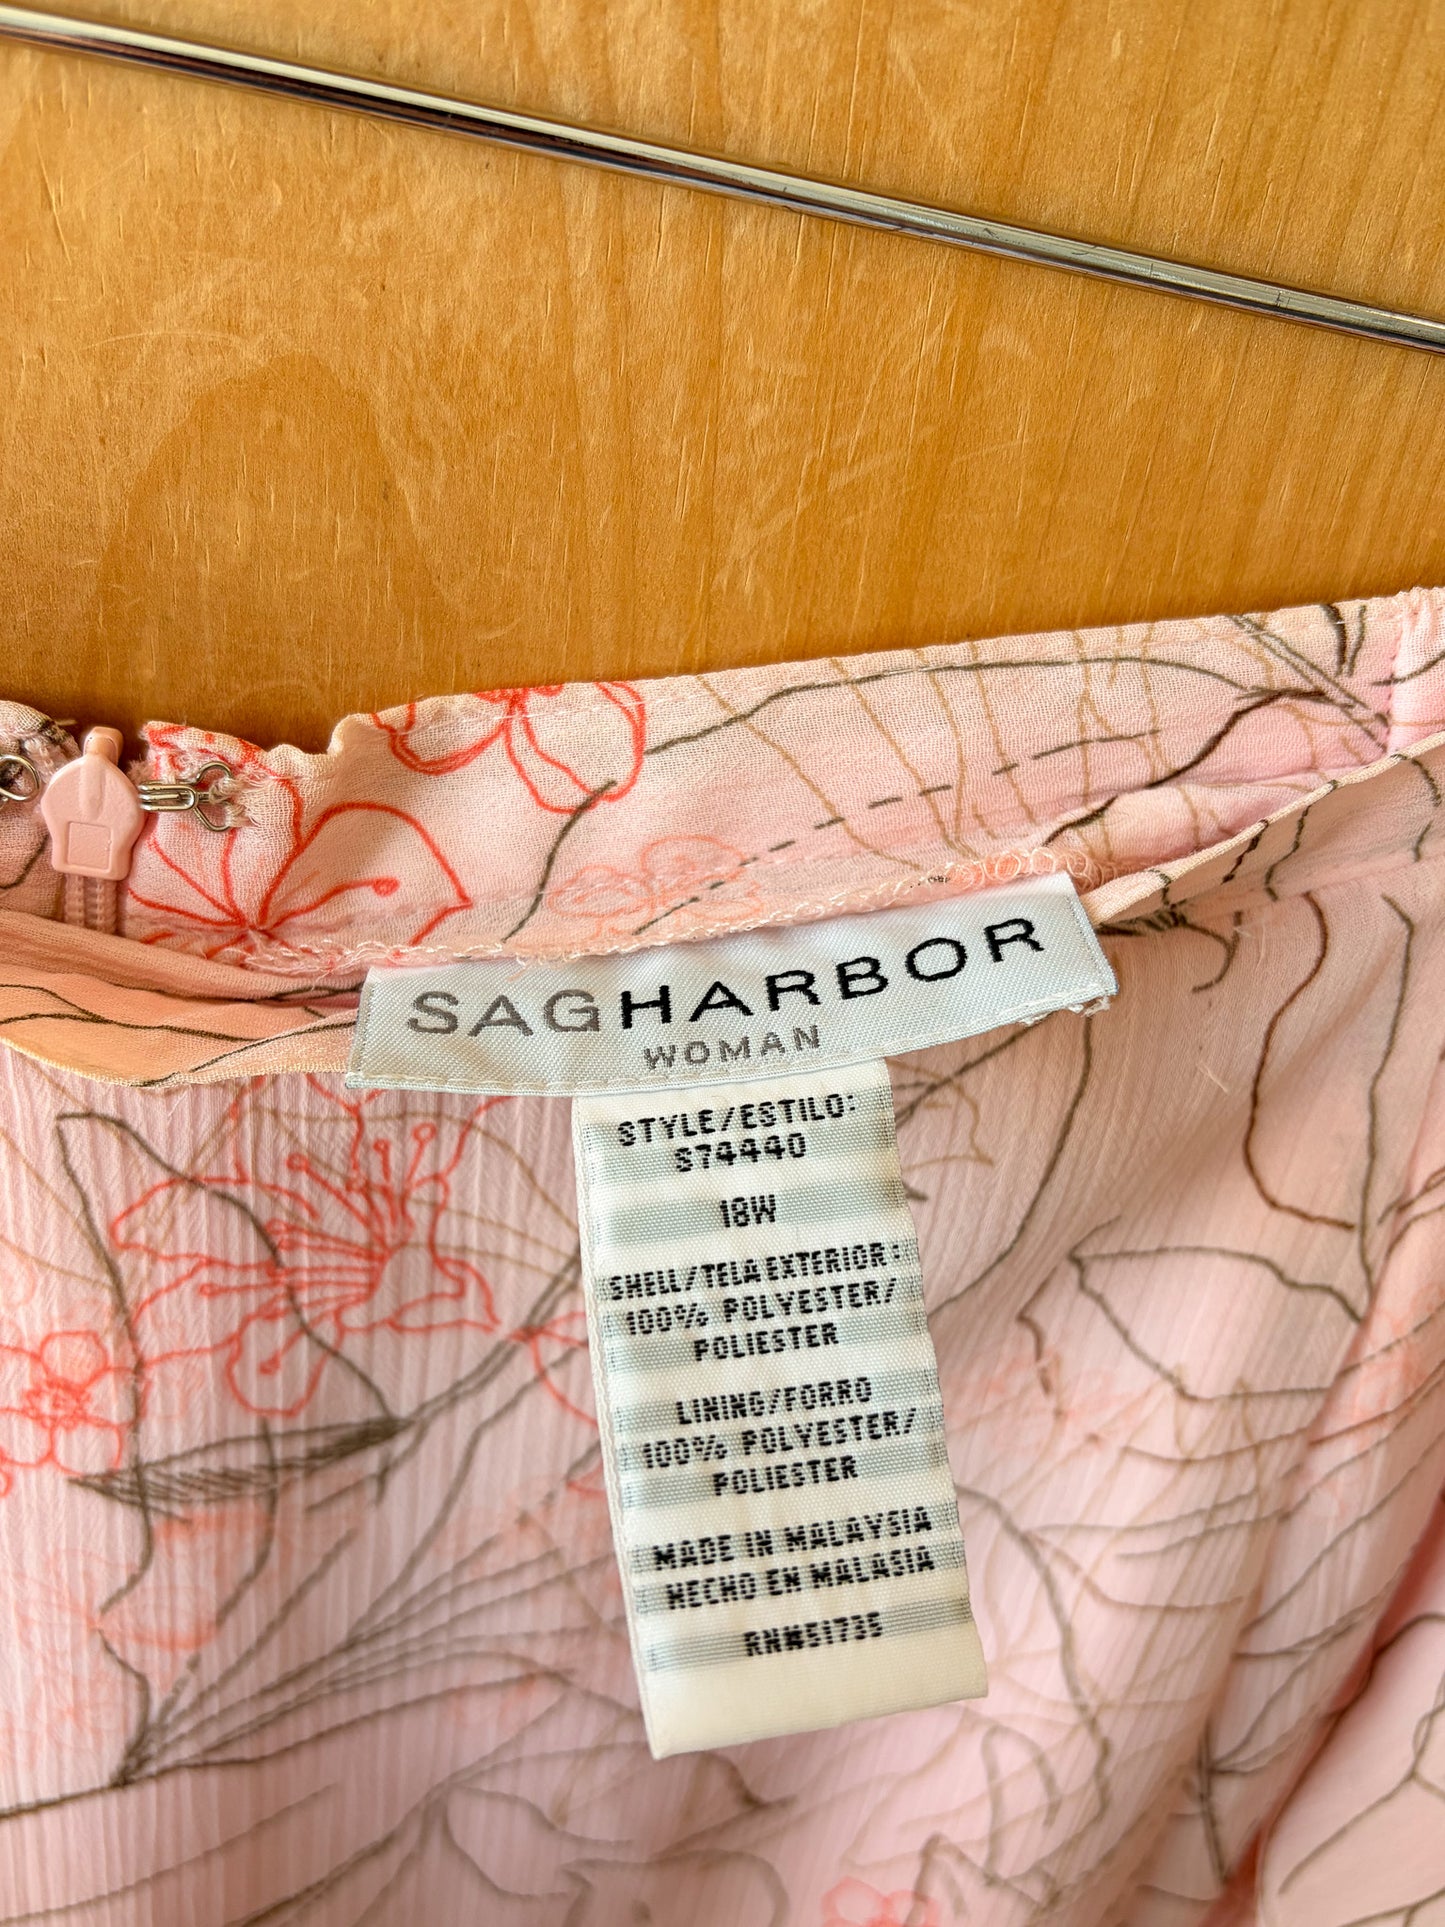 SAGHARBOR
WOMAN
STYLE/ESTILO:
S74440
18W
SHELL/TELA EXTERIOR:
100% POLYESTER/
POLIESTER
LINING/FORRO
100% POLYESTER/
POLIESTER
MADE IN MALAYSIA
HECHO EN MALASIA
RN#51735